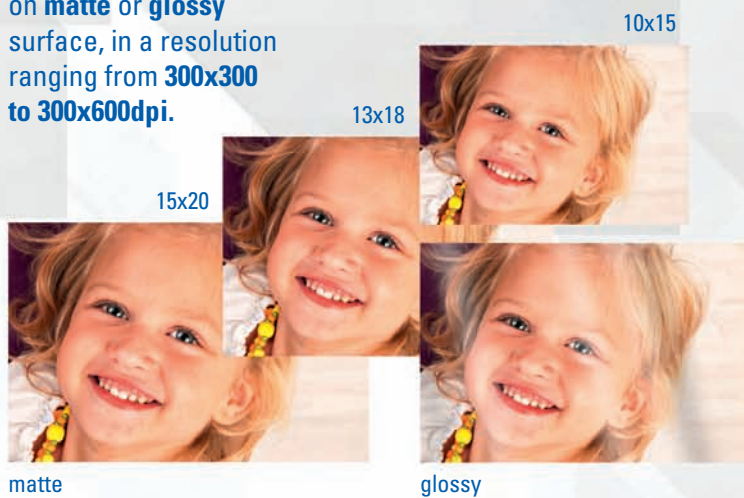 on matte or glossy
surface, in a resolution
ranging from 300x300
to 300x600dpi.
10x15
13x18
15x20
matte
glossy